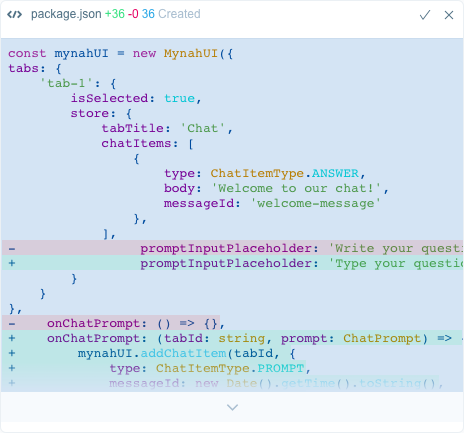 package.json +36 -0 36 Created
const mynahUI = new MynahUI({
tabs: {
    'tab-1': {
        isSelected: true,
        store: {
            tabTitle: 'Chat',
            chatItems: [
                {
                    type: ChatItemType.ANSWER,
                    body: 'Welcome to our chat!',
                    messageId: 'welcome-message'
                },
            ],
-                promptInputPlaceholder: 'Write your
+                promptInputPlaceholder: 'Type your
        }
    }
},
-    onChatPrompt: () => {},
+    onChatPrompt: (tabId: string, prompt: ChatPrompt) =>
+        mynahUI.addChatItem(tabId, {
+            type: ChatItemType.PROMPT,
+            messageId: new Date().getTime().toString(),